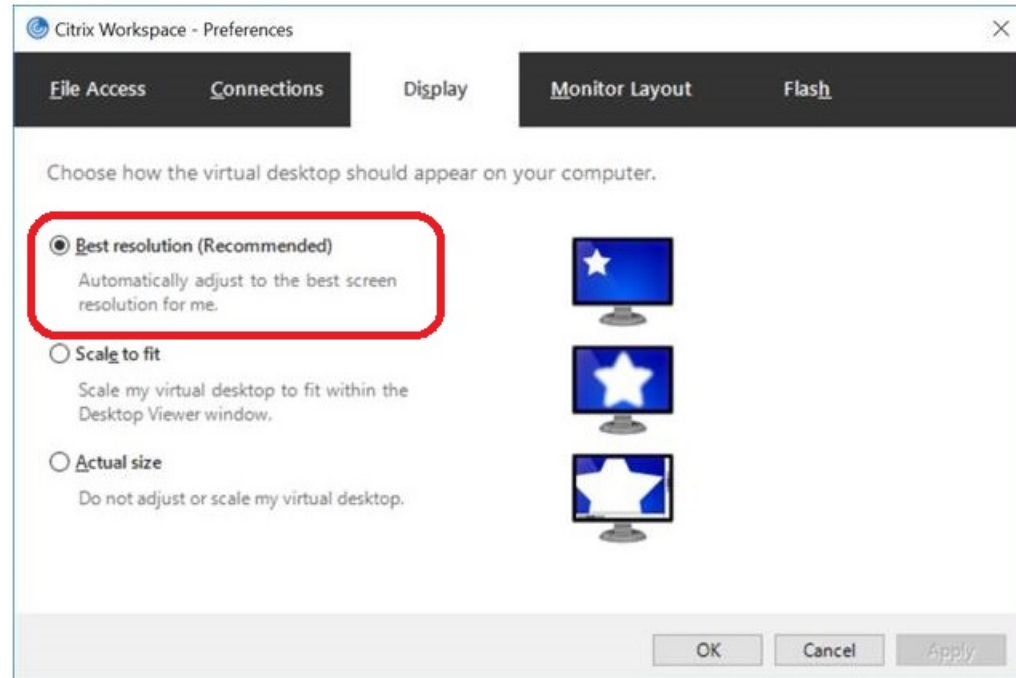 Citrix Workspace - Preferences
File Access Connections Display Monitor Layout Flash
Choose how the virtual desktop should appear on your computer.
Best resolution (Recommended)
Automatically adjust to the best screen
resolution for me.
Scale to fit
Scale my virtual desktop to fit within the
Desktop Viewer window.
Actual size
Do not adjust or scale my virtual desktop.
OK Cancel Apply